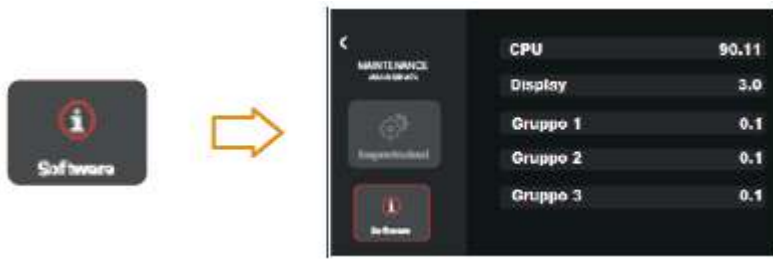 Software
MAINTENANCE
CPU 90.11
Display 3.0
Gruppo 1 0.1
Gruppo 2 0.1
Gruppo 3 0.1
Software